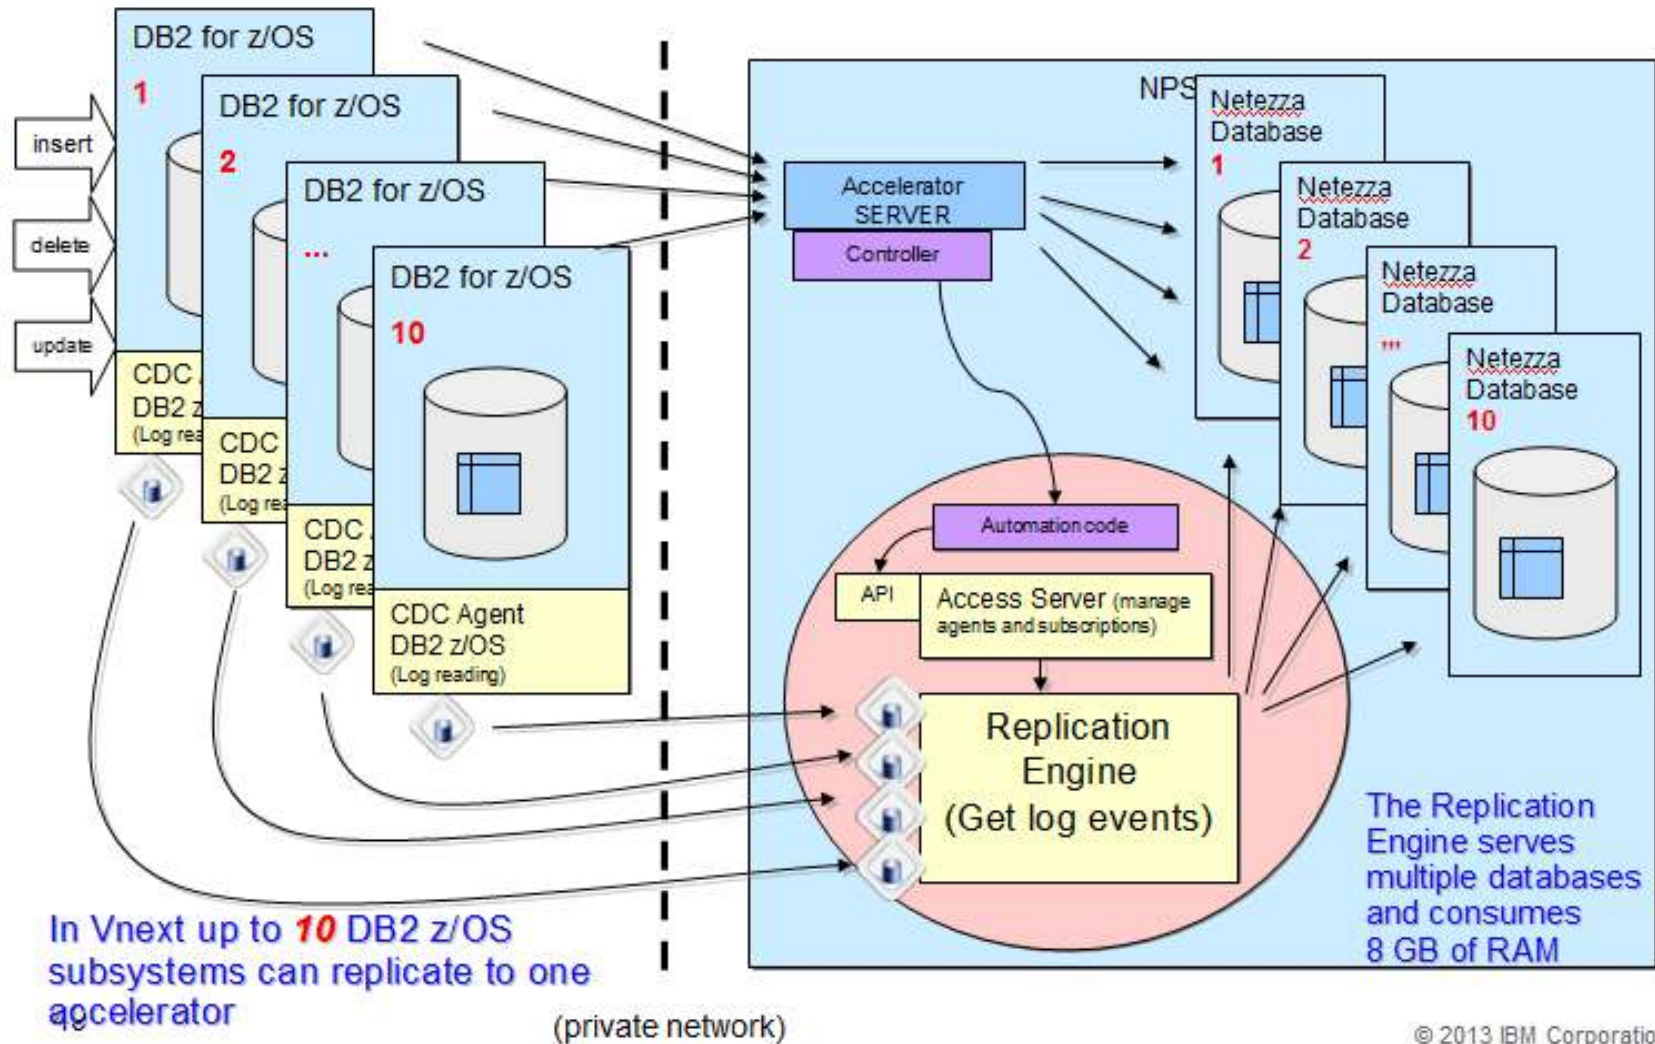 DB2 for z/OS
1
DB2 for z/OS
2
DB2 for z/OS
...
DB2 for z/OS
10
insert
delete
update
CDC
DB2
(Log
CDC
DB2 z
(Log
CDC
DB2 z
(Log
CDC Agent
DB2 z/OS
(Log reading)
NPS
Accelerator
SERVER
Controller
Netezza
Database
1
Netezza
Database
2
Netezza
Database
...
Netezza
Database
10
Automation code
API
Access Server (manage
agents and subscriptions)
Replication
Engine
(Get log events)
The Replication
Engine serves
multiple databases
and consumes
8 GB of RAM
In Vnext up to 10 DB2 z/OS
subsystems can replicate to one
accelerator
(private network)
© 2013 IBM Corporatio